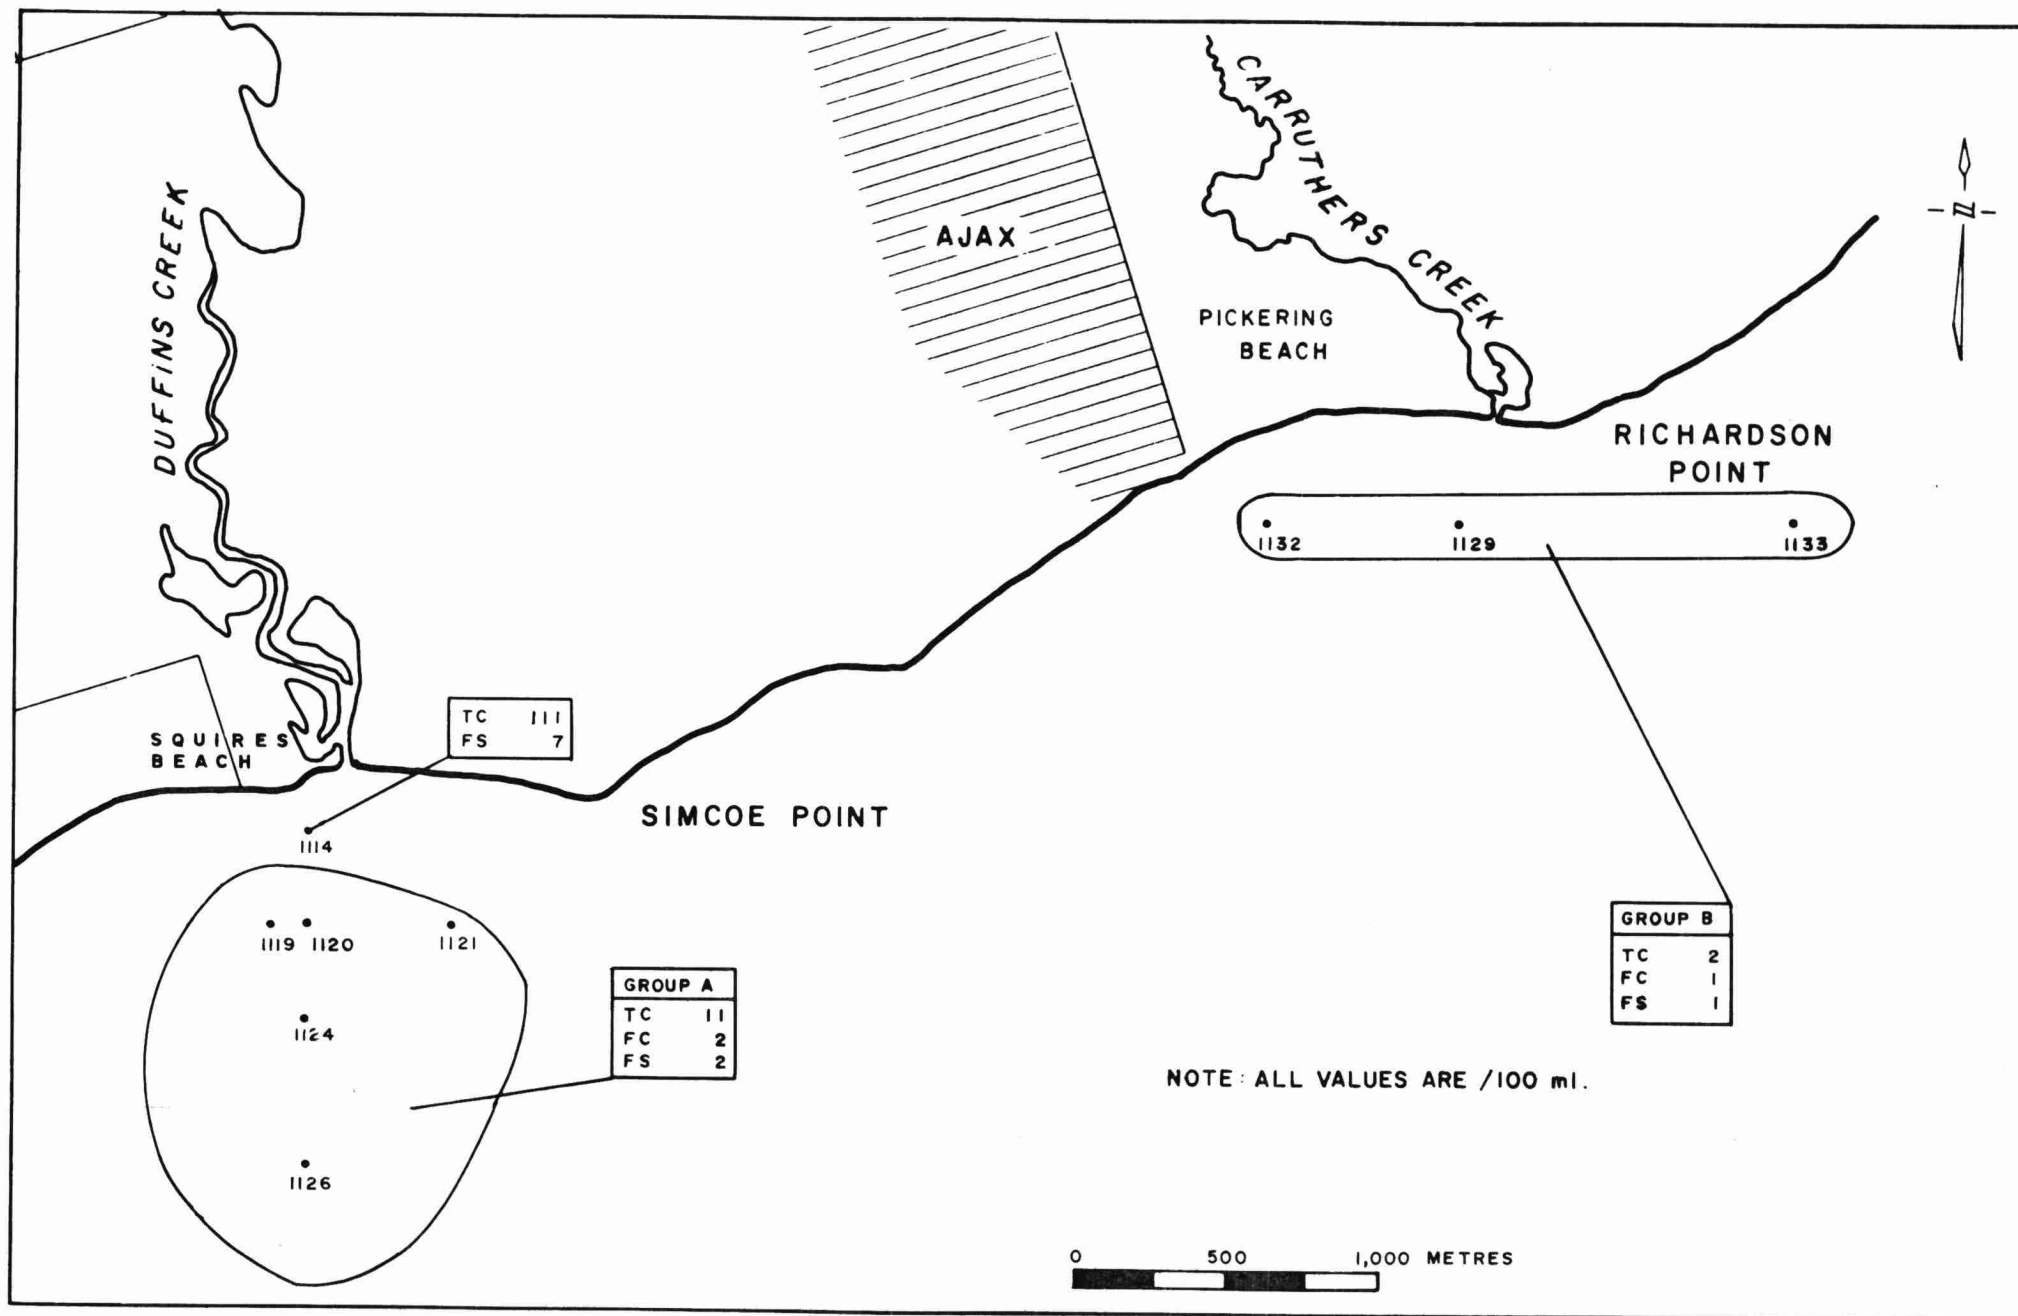 CARRUTHERS CREEK
DUFFINS CREEK
N
AJAX
PICKERING
BEACH
RICHARDSON
POINT
1132
1129
1133
TC 111
FS 7
SQUIRES
BEACH
SIMCOE POINT
1114
1119
1120
1121
1124
1126
GROUP A
TC 11
FC 2
FS 2
GROUP B
TC 2
FC 1
FS 1
NOTE: ALL VALUES ARE /100 ml.
0 500 1,000 METRES